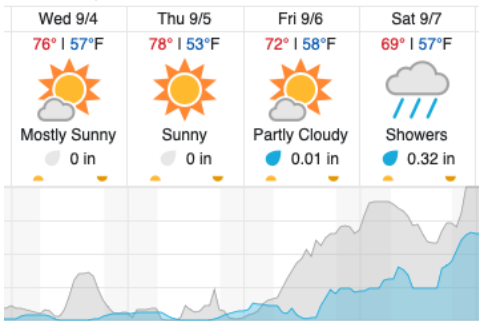 Wed 9/4 Thu 9/5 Fri 9/6 Sat 9/7
76° | 57°F 78° | 53°F 72° | 58°F 69° | 57°F
Mostly Sunny Sunny Partly Cloudy Showers
0 in 0 in 0.01 in 0.32 in